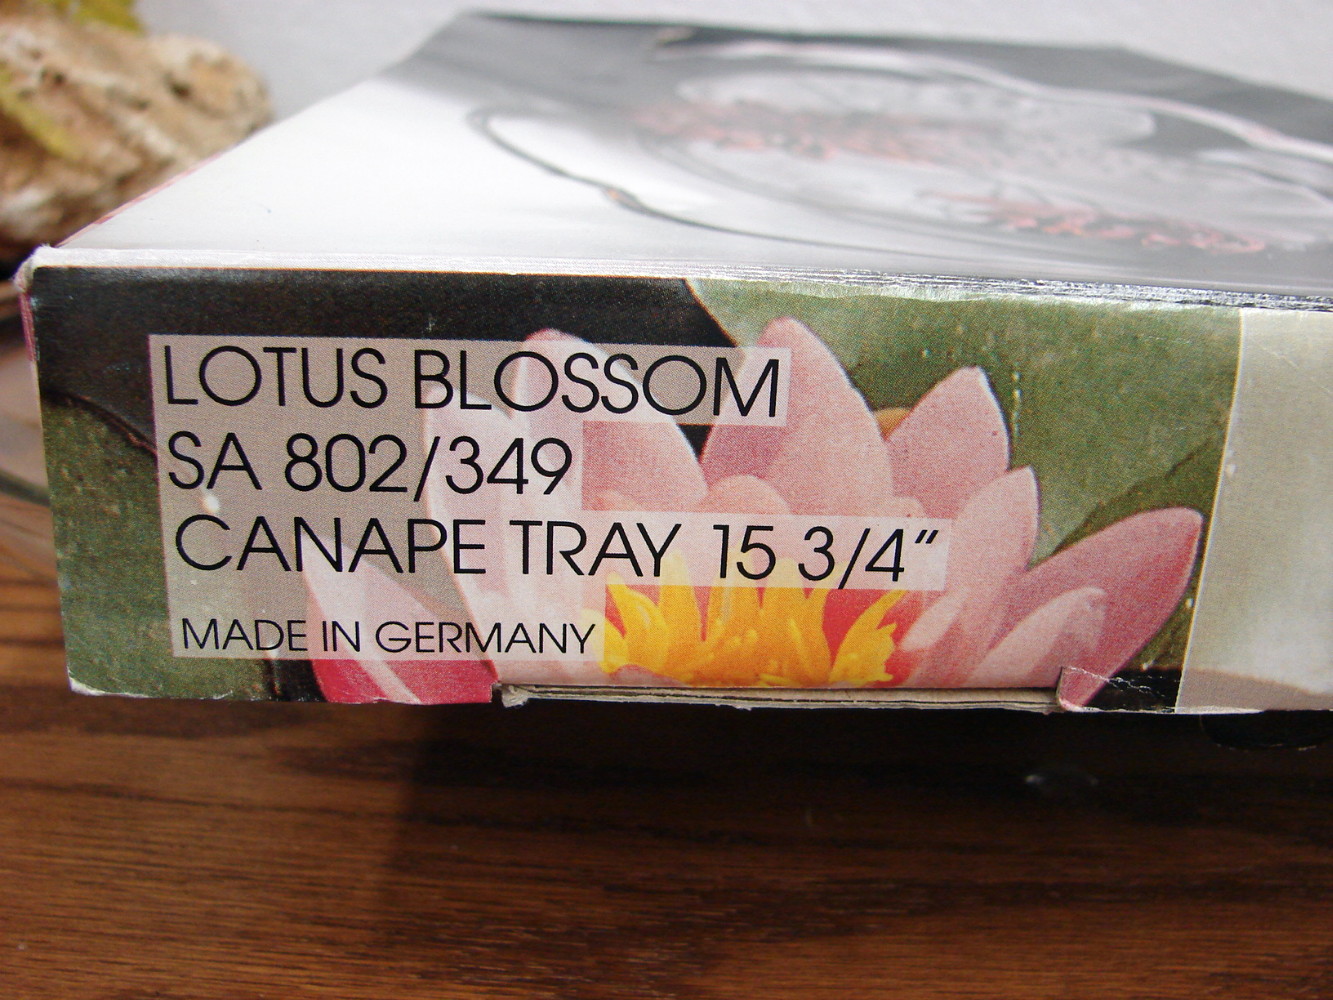 LOTUS BLOSSOM
SA 802/349
CANAPE TRAY 15 3/4"
MADE IN GERMANY